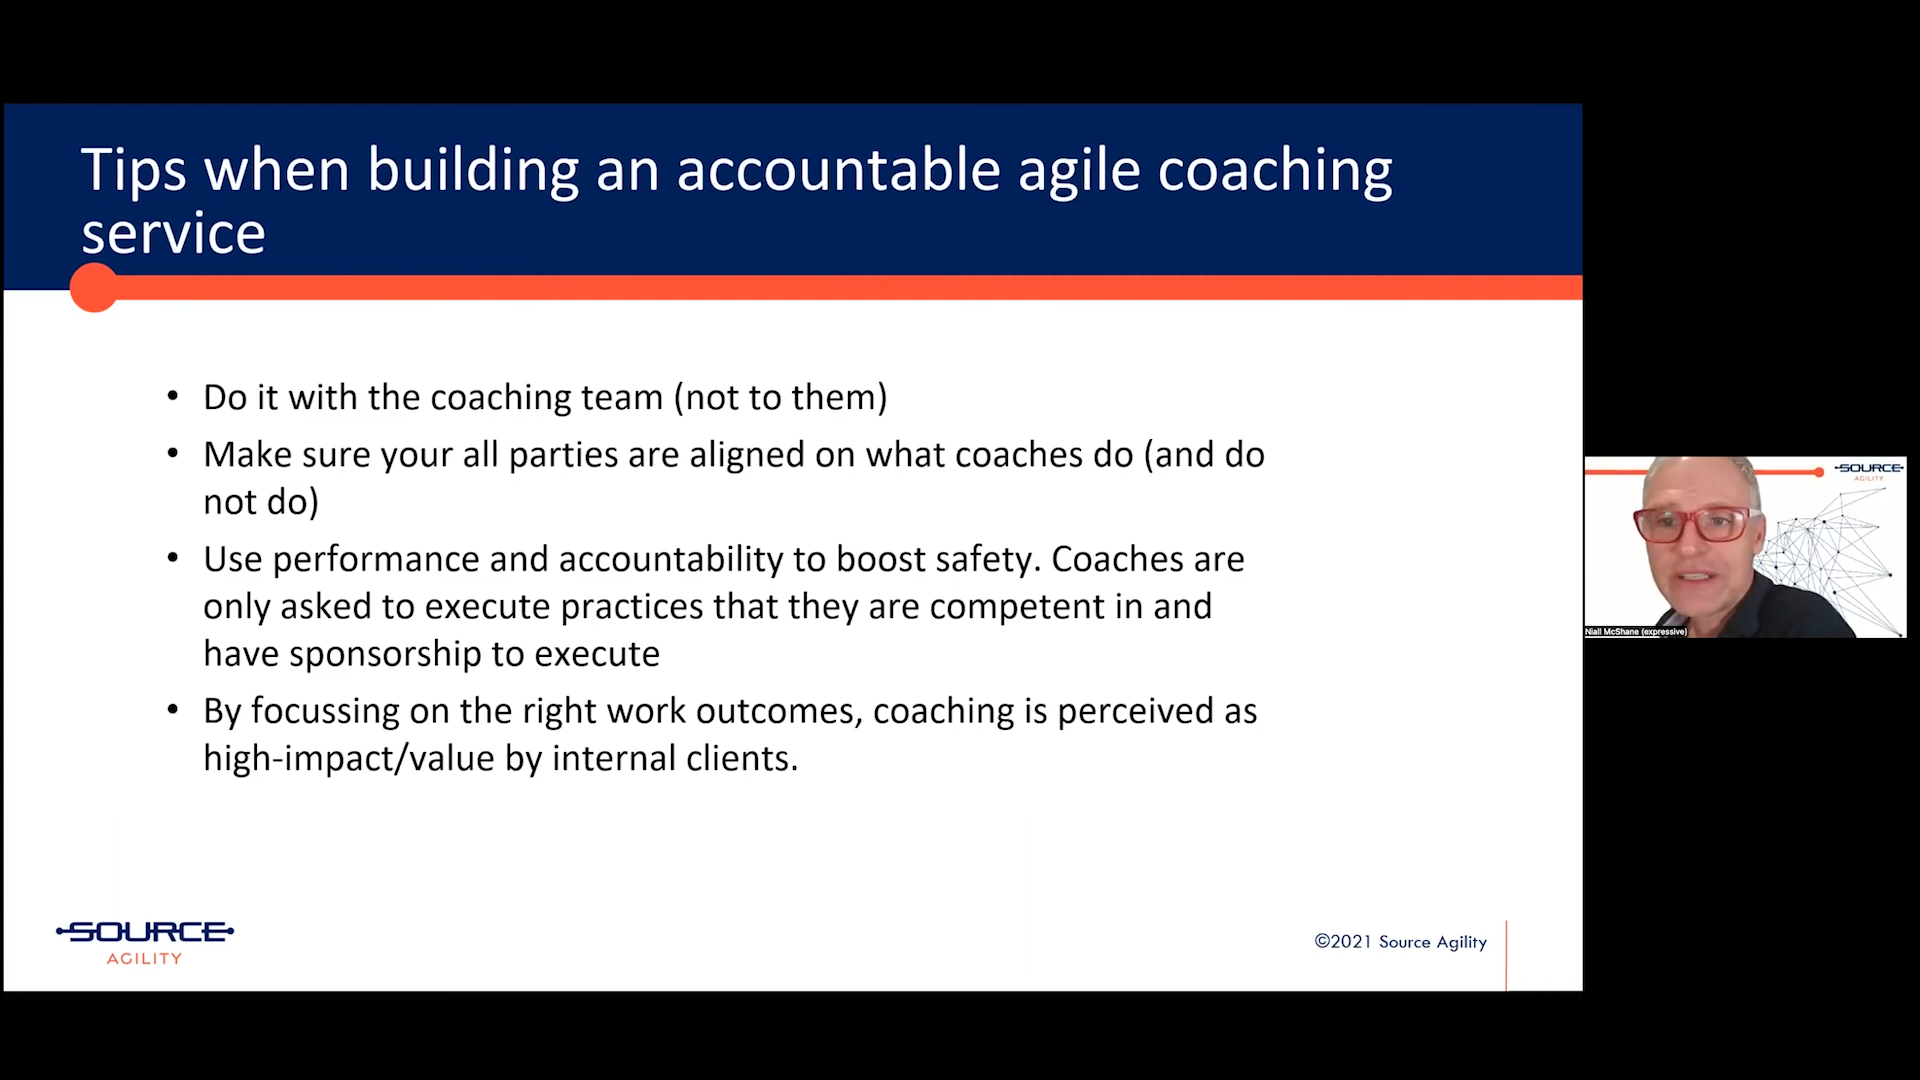 Tips when building an accountable agile coaching
service
• Do it with the coaching team (not to them)
• Make sure your all parties are aligned on what coaches do (and do
not do)
• Use performance and accountability to boost safety. Coaches are
only asked to execute practices that they are competent in and
have sponsorship to execute
• By focussing on the right work outcomes, coaching is perceived as
high-impact/value by internal clients.
SOURCE
AGILITY
©2021 Source Agility
SOURCE
AGILITY
Niall McShane (expressive)